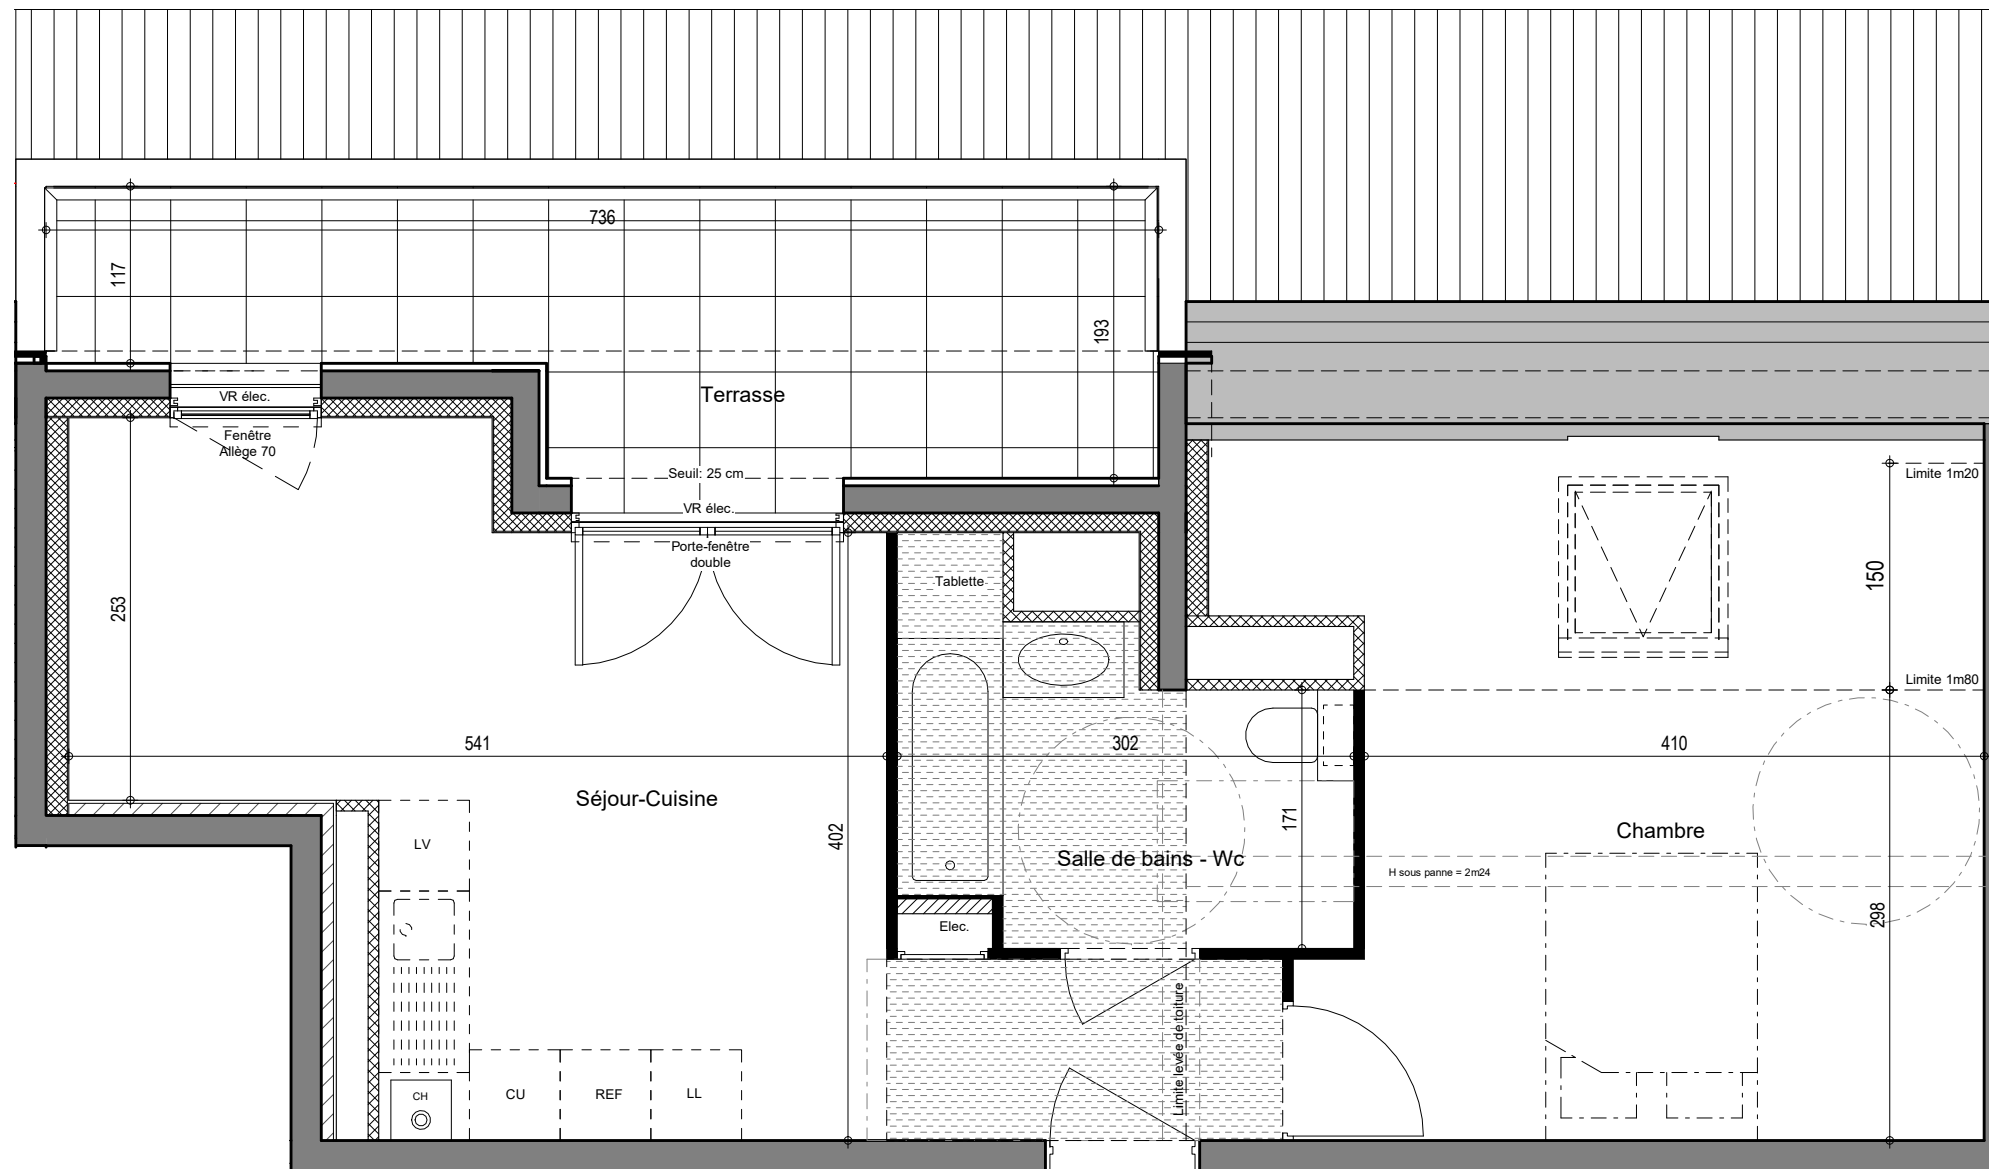 736
117
193
VR élec.
Fenêtre
Allège 70
Terrasse
Seuil: 25 cm
VR élec.
Porte-fenêtre
double
Limite 1m20
Tablette
150
253
Limite 1m80
541
302
410
Séjour-Cuisine
402
171
Chambre
LV
Salle de bains - Wc
H sous panne = 2m24
298
Elec.
Limite levée de toiture
CH
CU
REF
LL